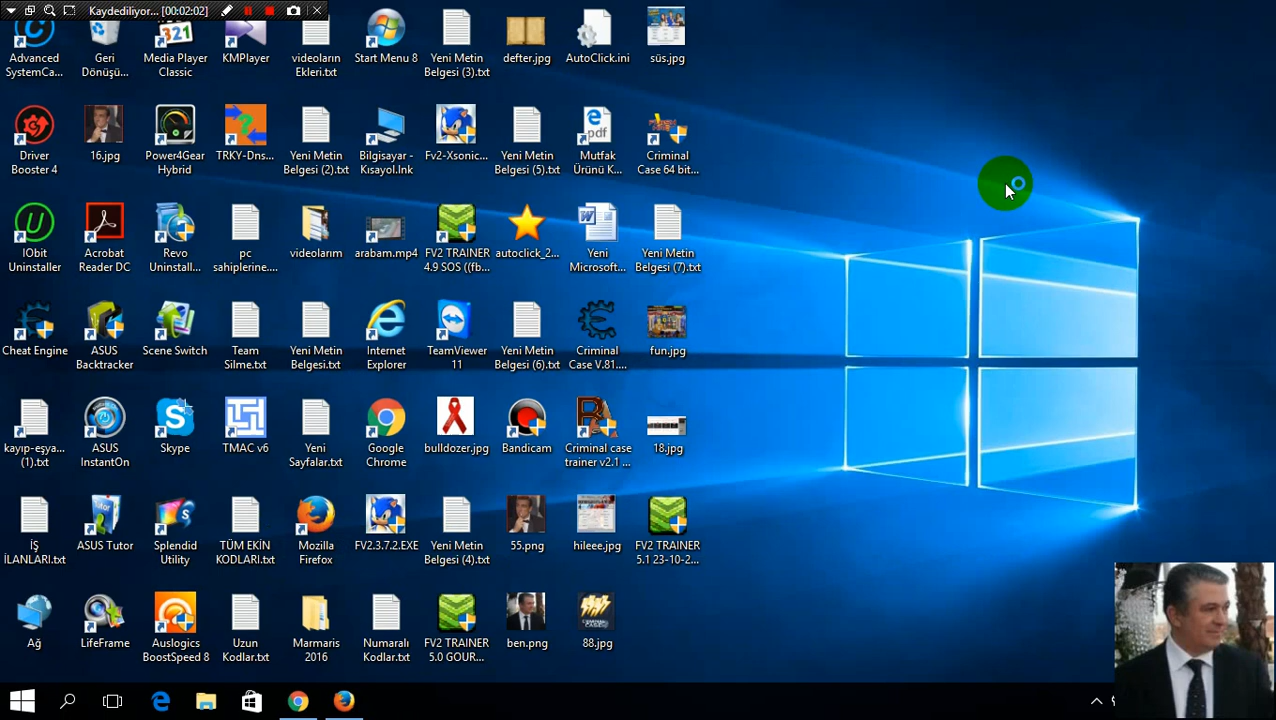 Kaydediliyor... [00:02:02]
Advanced
SystemCa...
Geri
Dönüşü...
Media Player
Classic
KMPlayer
videoların
Ekleri.txt
Start Menu 8
Yeni Metin
Belgesi (3).txt
defter.jpg
AutoClick.ini
süs.jpg
Driver
Booster 4
16.jpg
Power4Gear
Hybrid
TRKY-Dns...
Yeni Metin
Belgesi (2).txt
Bilgisayar -
Kısayol.lnk
Fv2-Xsonic...
Yeni Metin
Belgesi (5).txt
Mutfak
Ürünü K...
Criminal
Case 64 bit...
IObit
Uninstaller
Acrobat
Reader DC
Revo
Uninstall...
pc
sahiplerine...
videolarım
arabam.mp4
FV2 TRAINER
4.9 SOS ((fb...
autoclick_2...
Yeni
Microsoft...
Yeni Metin
Belgesi (7).txt
Cheat Engine
ASUS
Backtracker
Scene Switch
Team
Silme.txt
Yeni Metin
Belgesi.txt
Internet
Explorer
TeamViewer
11
Yeni Metin
Belgesi (6).txt
Criminal
Case V.81....
fun.jpg
kayıp-eşya...
(1).txt
ASUS
InstantOn
Skype
TMAC v6
Yeni
Sayfalar.txt
Google
Chrome
bulldozer.jpg
Bandicam
Criminal case
trainer v2.1 ...
18.jpg
İŞ
İLANLARI.txt
ASUS Tutor
Splendid
Utility
TÜM EKİN
KODLARI.txt
Mozilla
Firefox
FV2.3.7.2.EXE
Yeni Metin
Belgesi (4).txt
55.png
hileee.jpg
FV2 TRAINER
5.1 23-10-2...
Ağ
LifeFrame
Auslogics
BoostSpeed 8
Uzun
Kodlar.txt
Marmaris
2016
Numaralı
Kodlar.txt
FV2 TRAINER
5.0 GOUR...
ben.png
88.jpg